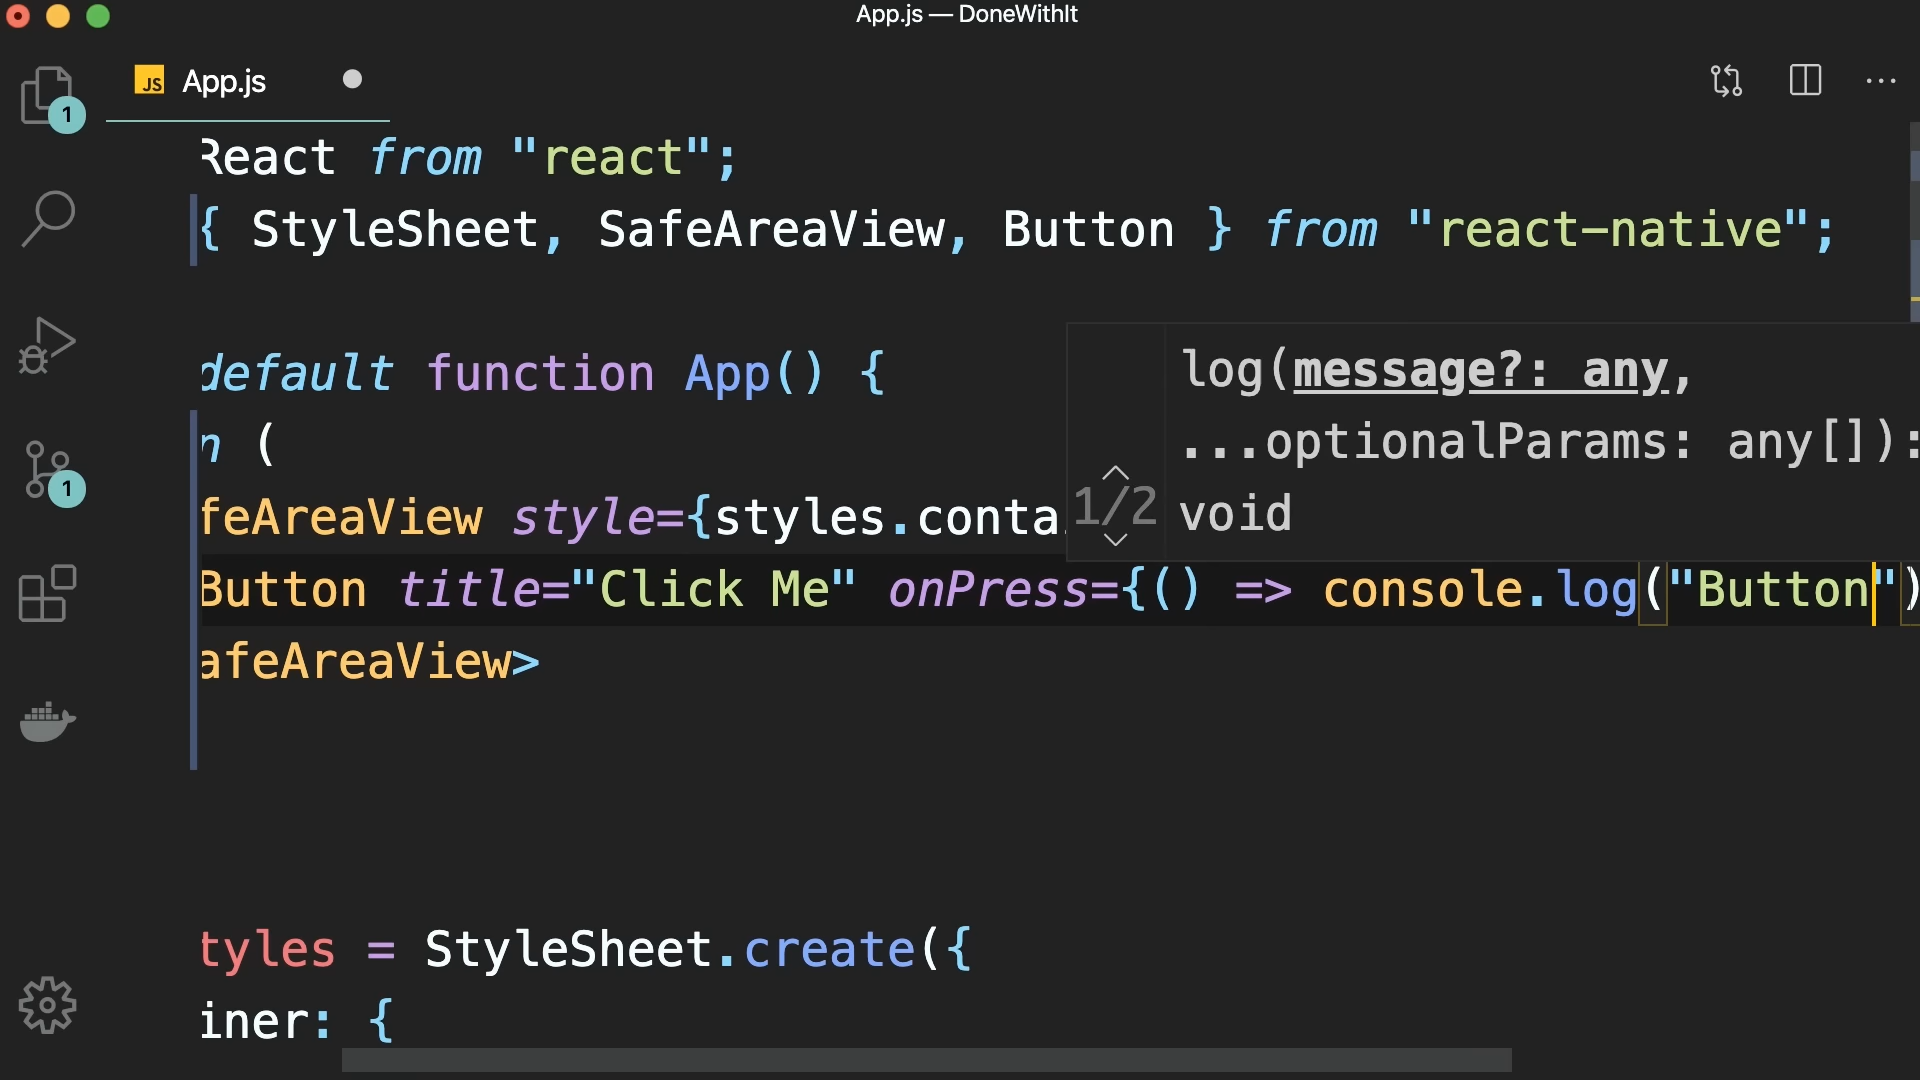 App.js — DoneWithIt
JS App.js
1
React from "react";
{ StyleSheet, SafeAreaView, Button } from "react-native";
default function App() {
n (
feAreaView style={styles.conta
Button title="Click Me" onPress={() => console.log("Button")
afeAreaView>
log(message?: any,
...optionalParams: any[]):
1/2 void
1
tyles = StyleSheet.create({
iner: {